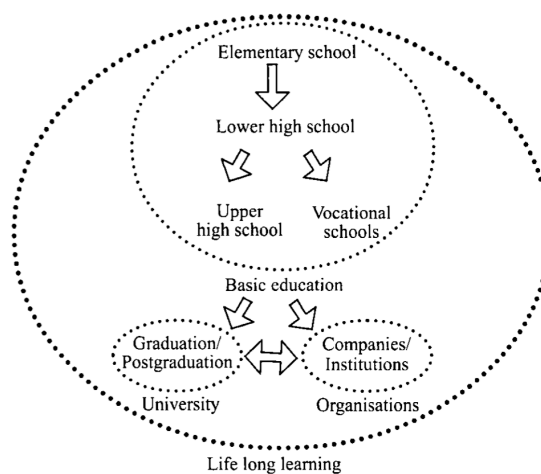 Elementary school
Lower high school
Upper
high school
Vocational
schools
Basic education
Graduation/
Postgraduation
Companies/
Institutions
University
Organisations
Life long learning